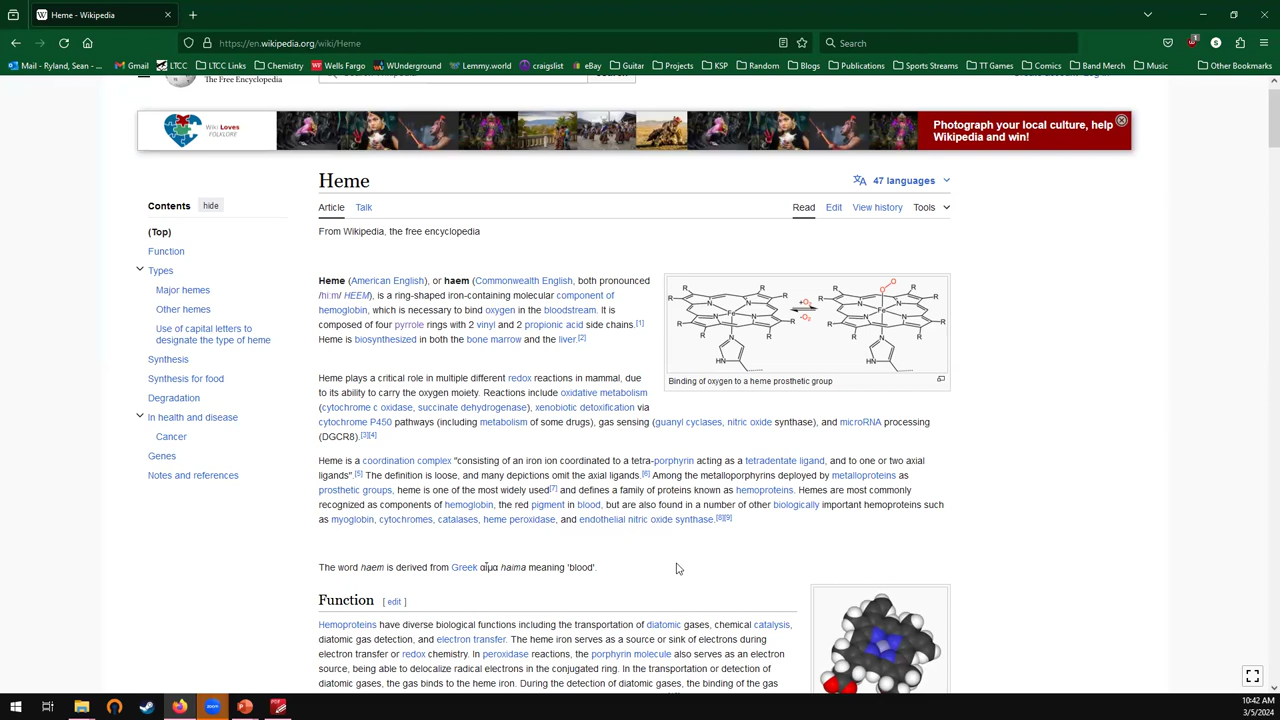 Heme - Wikipedia
https://en.wikipedia.org/wiki/Heme
Search
Mail - Ryland, Sean - ...
Gmail
LTCC
LTCC Links
Chemistry
Wells Fargo
WUnderground
Lemmy.world
craigslist
eBay
Guitar
Projects
KSP
Random
Blogs
Publications
Sports Streams
TT Games
Comics
Band Merch
Music
Other Bookmarks
The Free Encyclopedia
Wiki Loves
FOLKLORE
Photograph your local culture, help
Wikipedia and win!
Heme
47 languages
Contents
hide
(Top)
Function
Types
Major hemes
Other hemes
Use of capital letters to
designate the type of heme
Synthesis
Synthesis for food
Degradation
In health and disease
Cancer
Genes
Notes and references
Article
Talk
Read
Edit
View history
Tools
From Wikipedia, the free encyclopedia
Heme (American English), or haem (Commonwealth English, both pronounced
/hi:m/ HEEM), is a ring-shaped iron-containing molecular component of
hemoglobin, which is necessary to bind oxygen in the bloodstream. It is
composed of four pyrrole rings with 2 vinyl and 2 propionic acid side chains.[1]
Heme is biosynthesized in both the bone marrow and the liver.[2]
R R R R R R R Fe N HN
+O2
-O2
R R R R R R R Fe N HN O O
Binding of oxygen to a heme prosthetic group
Heme plays a critical role in multiple different redox reactions in mammal, due
to its ability to carry the oxygen moiety. Reactions include oxidative metabolism
(cytochrome c oxidase, succinate dehydrogenase), xenobiotic detoxification via
cytochrome P450 pathways (including metabolism of some drugs), gas sensing (guanyl cyclases, nitric oxide synthase), and microRNA processing
(DGCR8).[3][4]
Heme is a coordination complex "consisting of an iron ion coordinated to a tetra-porphyrin acting as a tetradentate ligand, and to one or two axial
ligands".[5] The definition is loose, and many depictions omit the axial ligands.[6] Among the metalloporphyrins deployed by metalloproteins as
prosthetic groups, heme is one of the most widely used[7] and defines a family of proteins known as hemoproteins. Hemes are most commonly
recognized as components of hemoglobin, the red pigment in blood, but are also found in a number of other biologically important hemoproteins such
as myoglobin, cytochromes, catalases, heme peroxidase, and endothelial nitric oxide synthase.[8][9]
The word haem is derived from Greek αἷμα haima meaning 'blood'.
Function [ edit ]
Hemoproteins have diverse biological functions including the transportation of diatomic gases, chemical catalysis,
diatomic gas detection, and electron transfer. The heme iron serves as a source or sink of electrons during
electron transfer or redox chemistry. In peroxidase reactions, the porphyrin molecule also serves as an electron
source, being able to delocalize radical electrons in the conjugated ring. In the transportation or detection of
diatomic gases, the gas binds to the heme iron. During the detection of diatomic gases, the binding of the gas
zoom
10:42 AM
3/5/2024